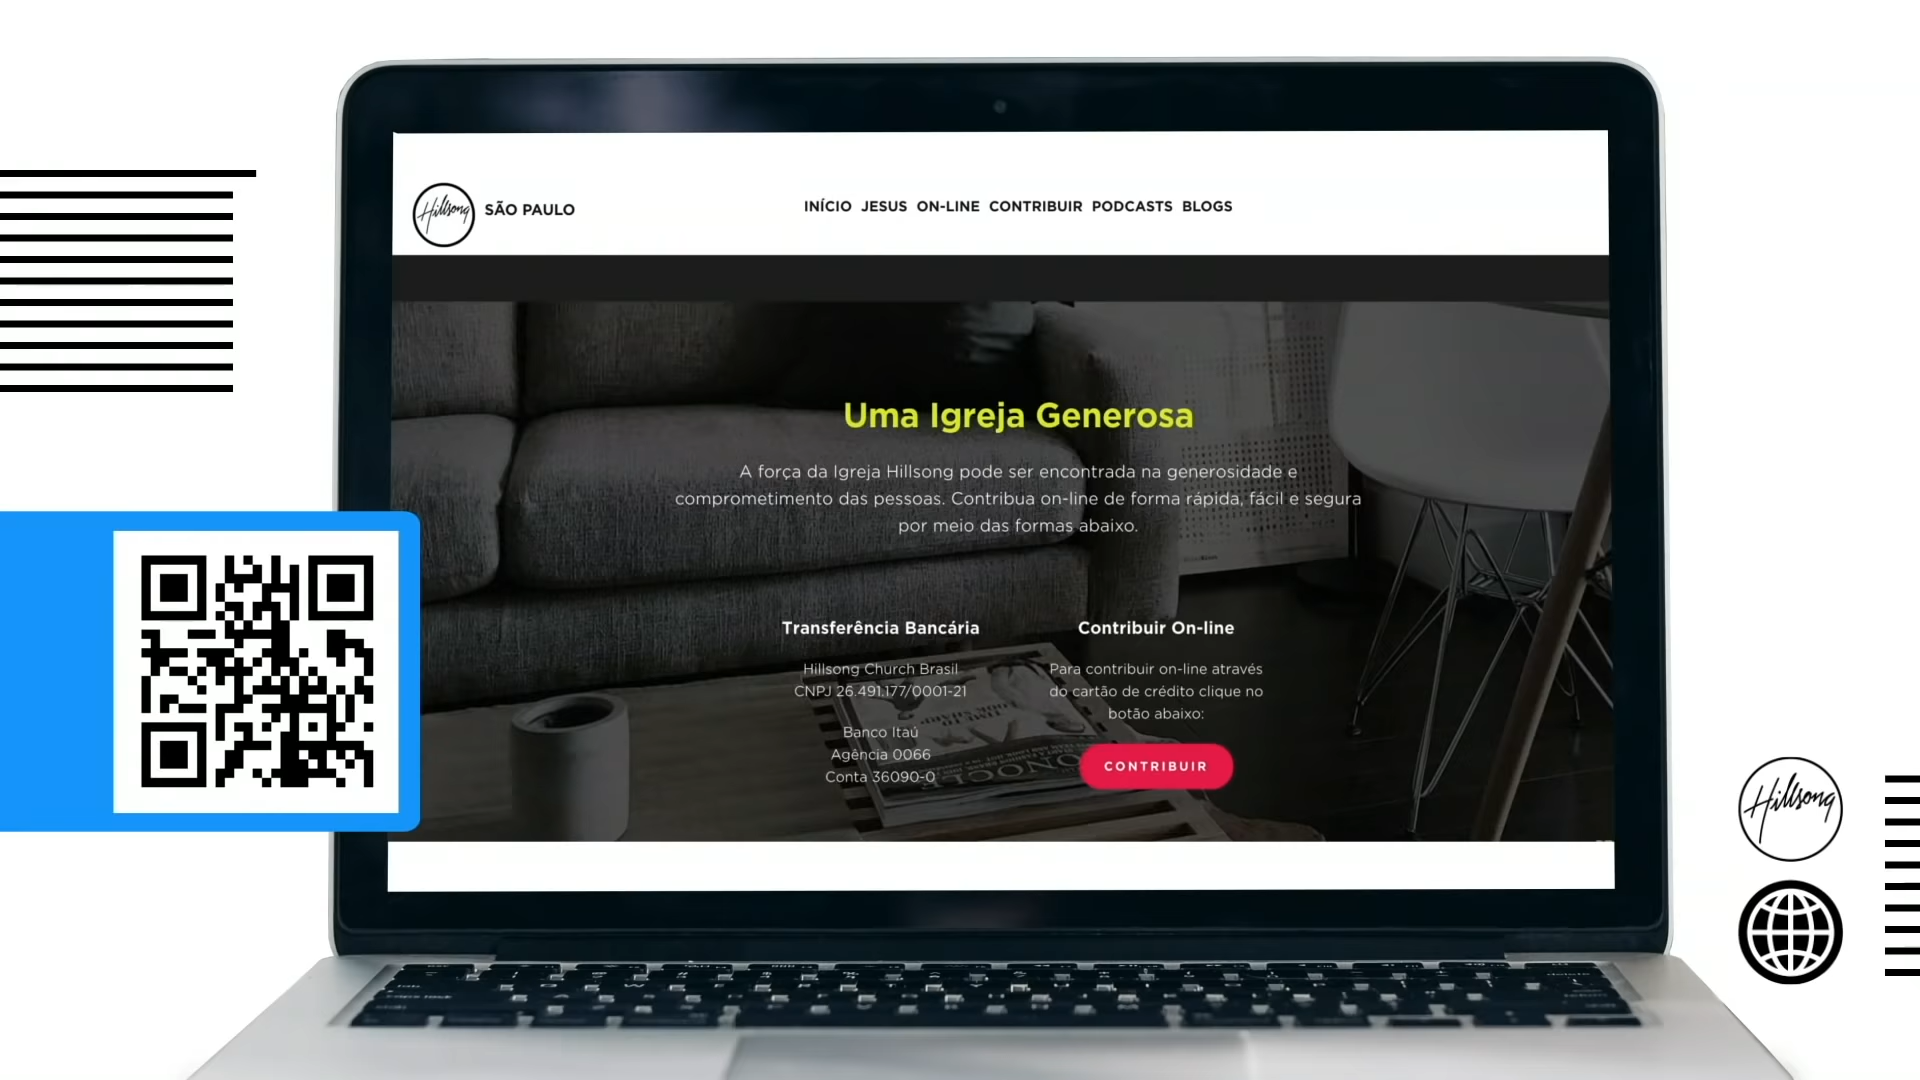 Hillsong SÃO PAULO
INÍCIO JESUS ON-LINE CONTRIBUIR PODCASTS BLOGS
Uma Igreja Generosa
A força da Igreja Hillsong pode ser encontrada na generosidade e
comprometimento das pessoas. Contribua on-line de forma rápida, fácil e segura
por meio das formas abaixo.
Transferência Bancária
Hillsong Church Brasil
CNPJ 26.491.177/0001-21
Banco Itaú
Agência 0066
Conta 36090-0
Contribuir On-line
Para contribuir on-line através
do cartão de crédito clique no
botão abaixo:
CONTRIBUIR
Hillsong